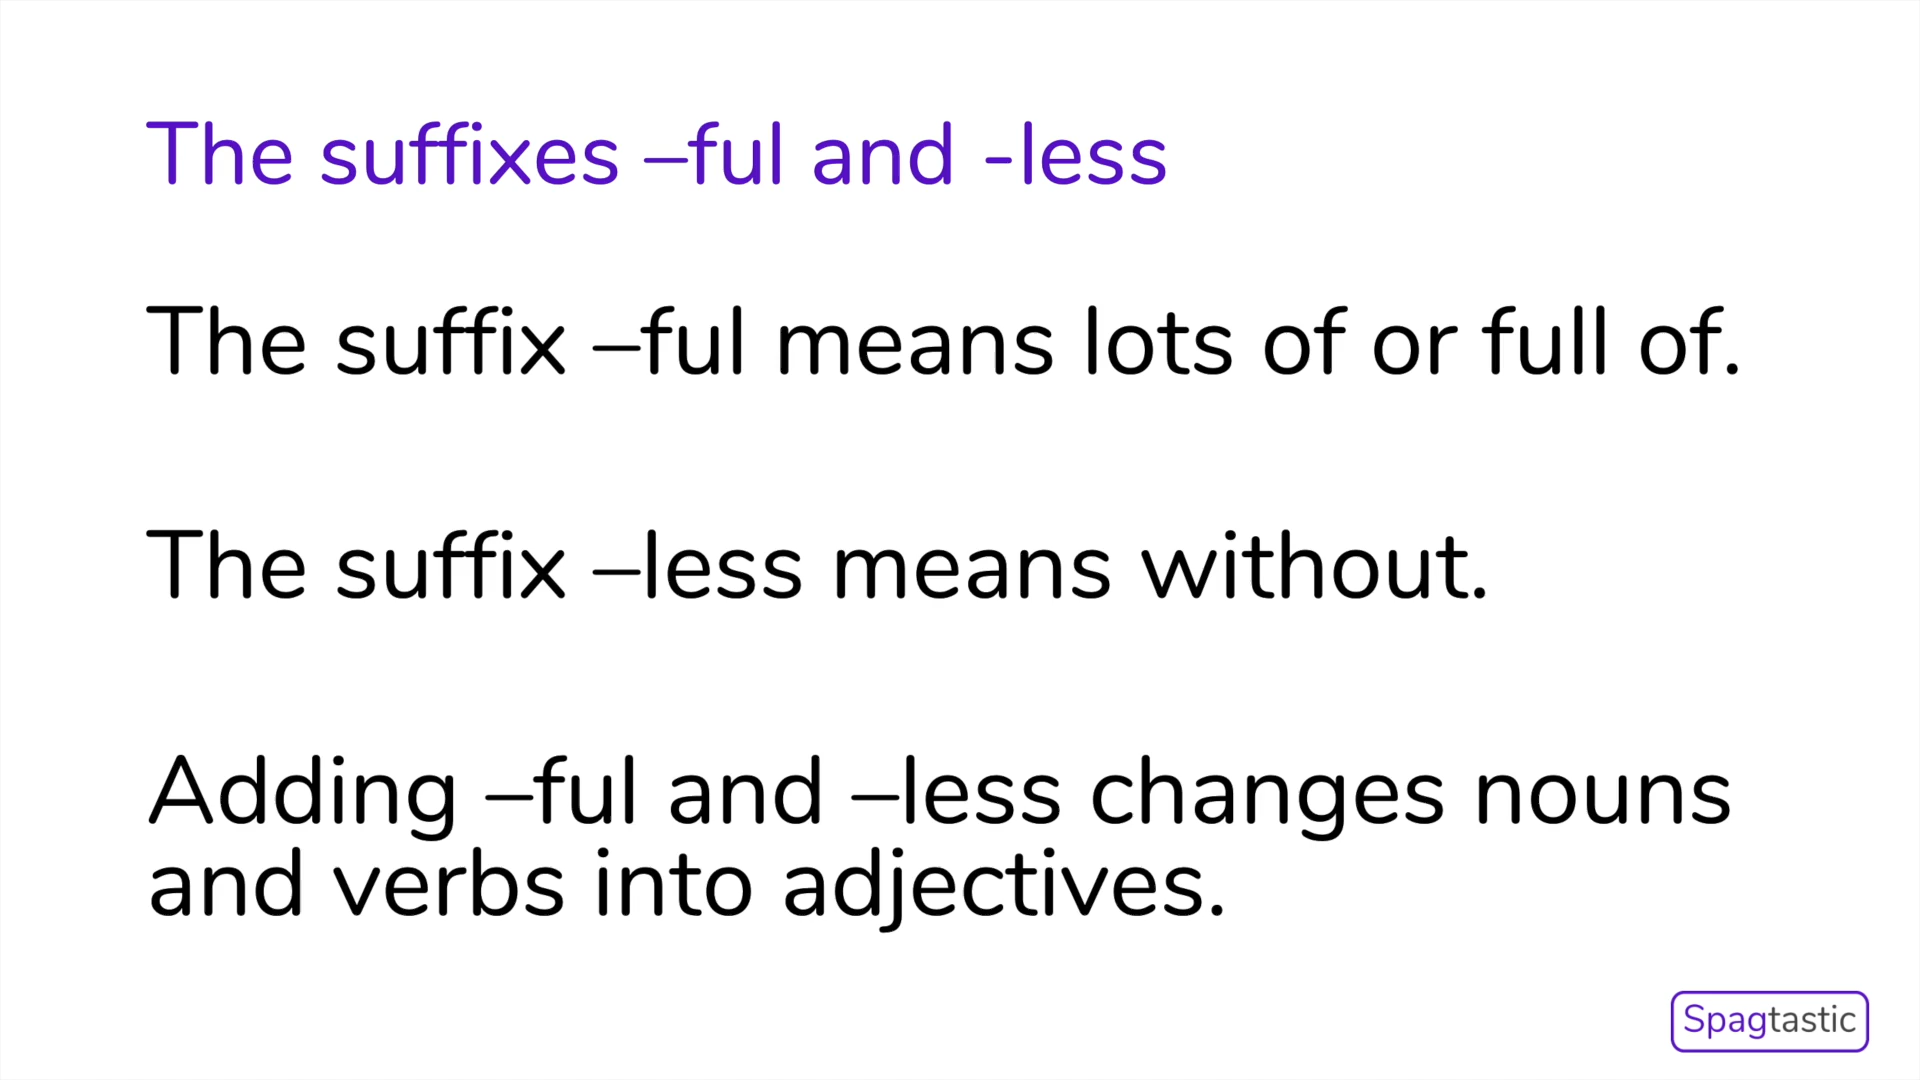 The suffixes –ful and -less
The suffix –ful means lots of or full of.
The suffix –less means without.
Adding –ful and –less changes nouns
and verbs into adjectives.
Spagtastic